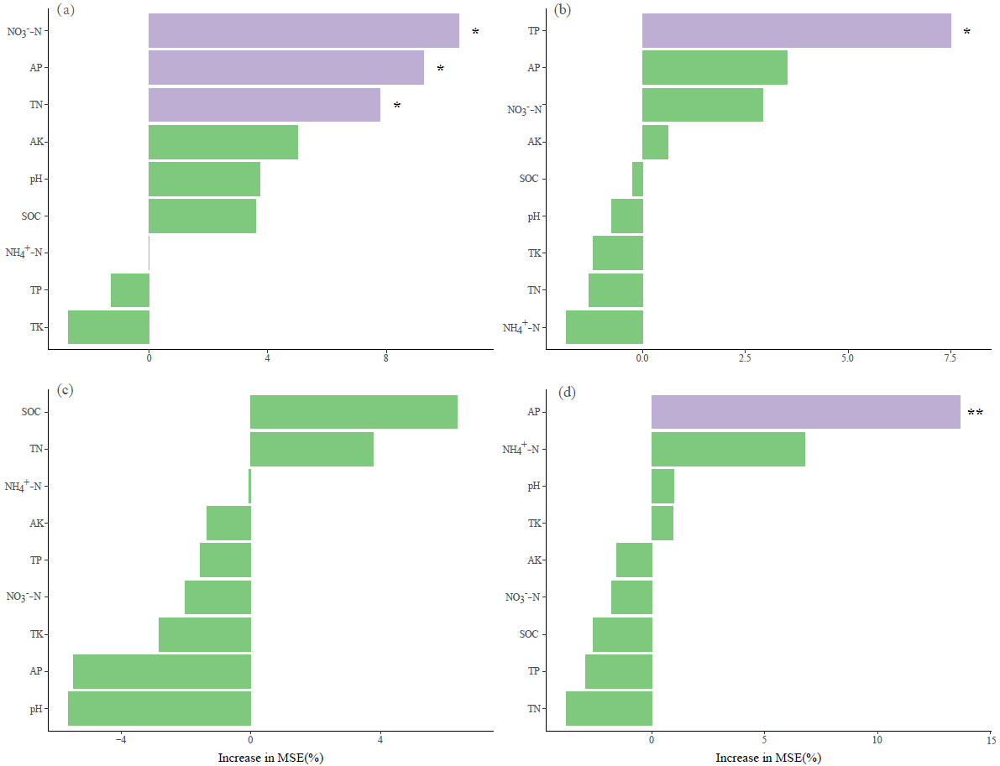 (a)
NO3⁻–N
*
AP
*
TN
*
AK
pH
SOC
NH4⁺–N
TP
TK
0 4 8
(b)
TP
*
AP
NO3⁻–N
AK
SOC
pH
TK
TN
NH4⁺–N
0.0 2.5 5.0 7.5
(c)
SOC
TN
NH4⁺–N
AK
TP
NO3⁻–N
TK
AP
pH
−4 0 4
Increase in MSE(%)
(d)
AP
**
NH4⁺–N
pH
TK
AK
NO3⁻–N
SOC
TP
TN
0 5 10 15
Increase in MSE(%)